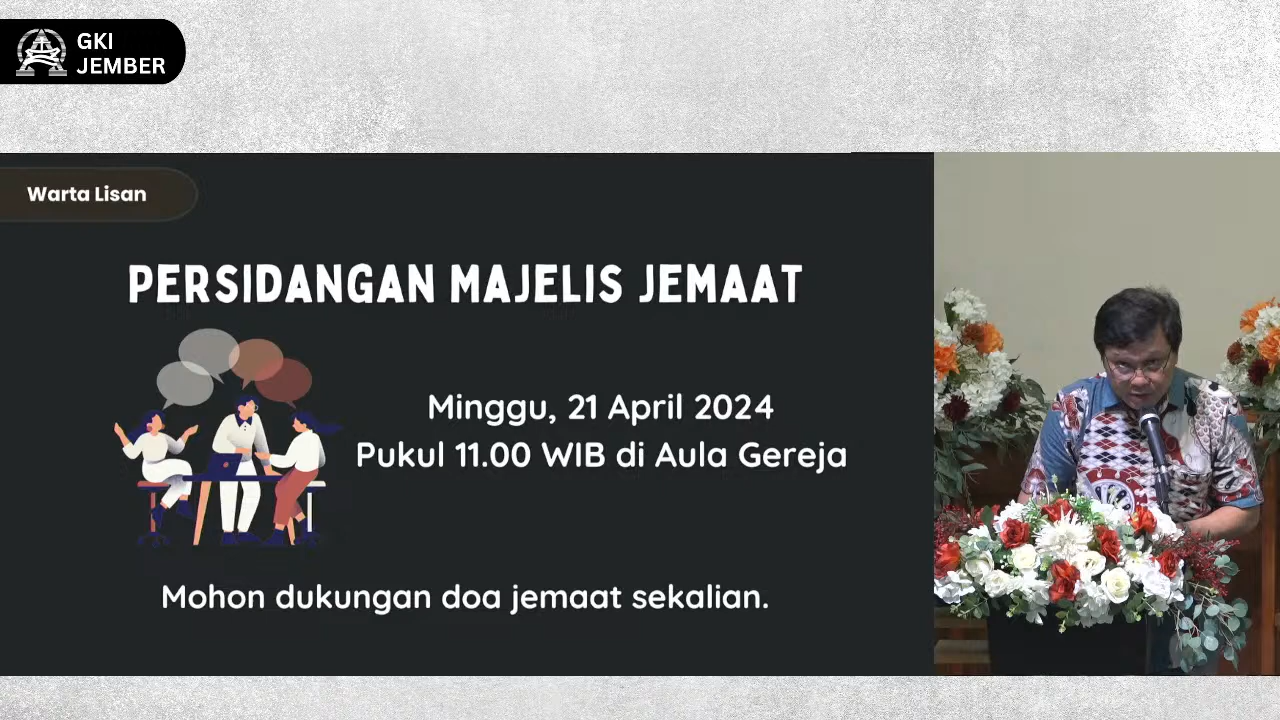 GKI
JEMBER
Warta Lisan
PERSIDANGAN MAJELIS JEMAAT
Minggu, 21 April 2024
Pukul 11.00 WIB di Aula Gereja
Mohon dukungan doa jemaat sekalian.